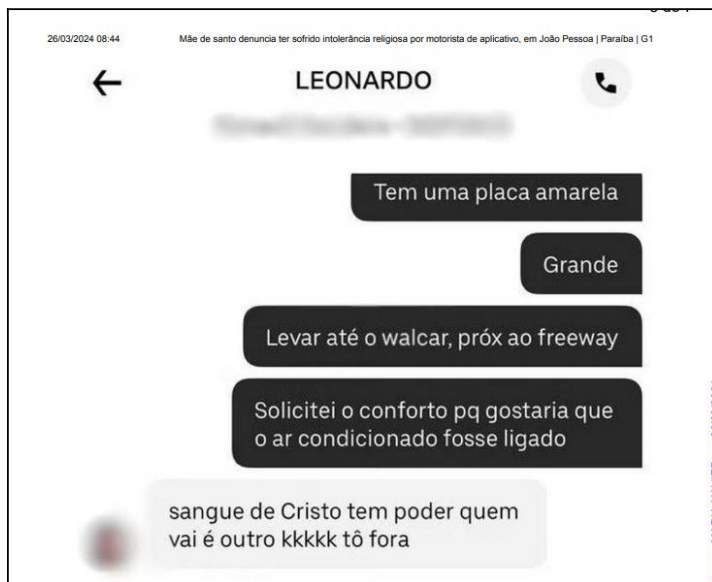 26/03/2024 08:44 Mãe de santo denuncia ter sofrido intolerância religiosa por motorista de aplicativo, em João Pessoa | Paraíba | G1
LEONARDO
Tem uma placa amarela
Grande
Levar até o walcar, próx ao freeway
Solicitei o conforto pq gostaria que
o ar condicionado fosse ligado
sangue de Cristo tem poder quem
vai é outro kkkkk tô fora